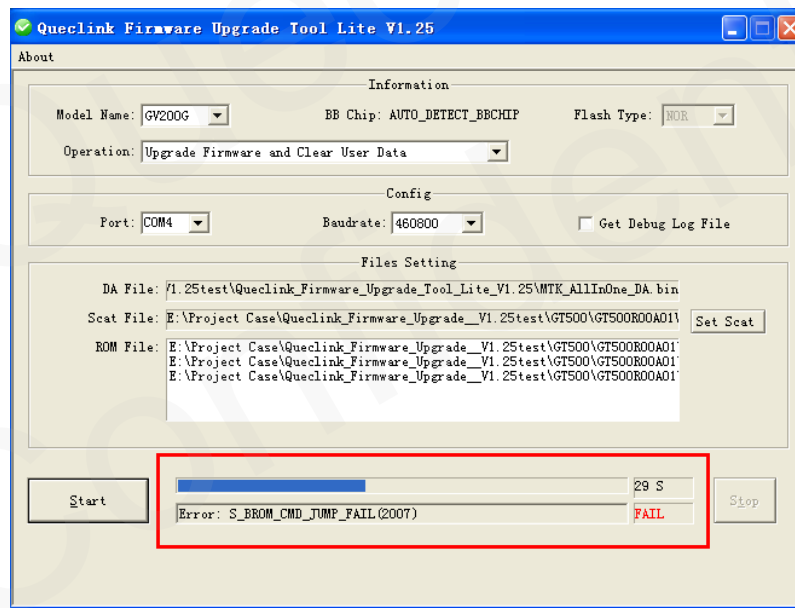 Queclink Firmware Upgrade Tool Lite V1.25
About
Information
Model Name: GV200G BB Chip: AUTO_DETECT_BBCHIP Flash Type: NOR
Operation: Upgrade Firmware and Clear User Data
Config
Port: COM4 Baudrate: 460800 Get Debug Log File
Files Setting
DA File: /1.25test\Queclink_Firmware_Upgrade_Tool_Lite_V1.25\MTK_AllInOne_DA.bin
Scat File: E:\Project Case\Queclink_Firmware_Upgrade__V1.25test\GT500\GT500R00A01\ Set Scat
ROM File: E:\Project Case\Queclink_Firmware_Upgrade__V1.25test\GT500\GT500R00A01
E:\Project Case\Queclink_Firmware_Upgrade__V1.25test\GT500\GT500R00A01
E:\Project Case\Queclink_Firmware_Upgrade__V1.25test\GT500\GT500R00A01
Start 29 S Stop
Error: S_BROM_CMD_JUMP_FAIL(2007) FAIL